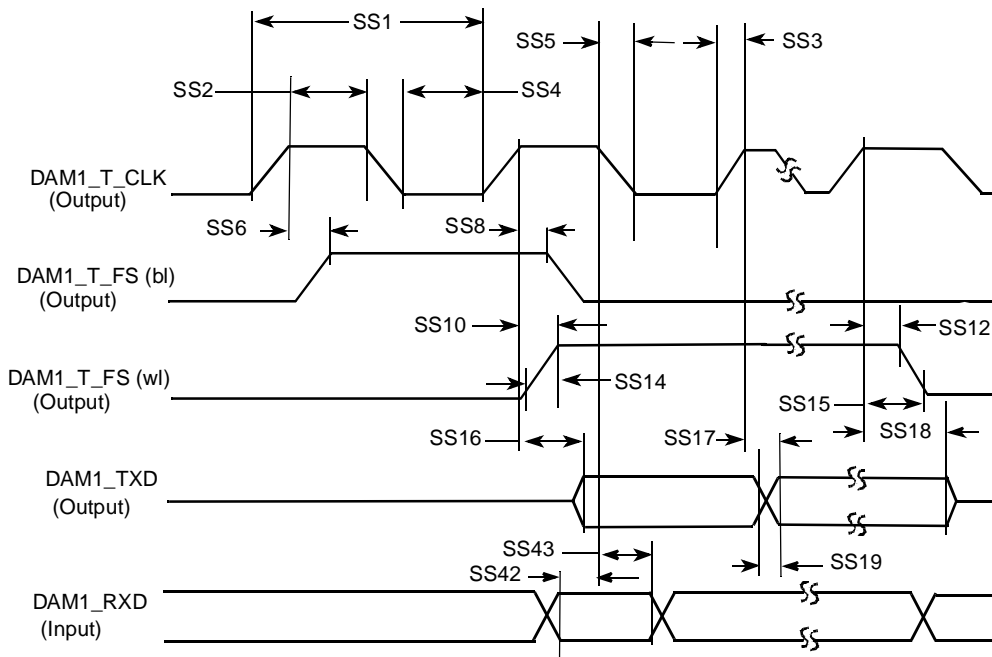 SS1
SS5
SS3
SS2
SS4
DAM1_T_CLK
(Output)
SS6
SS8
DAM1_T_FS (bl)
(Output)
SS10
SS12
DAM1_T_FS (wl)
(Output)
SS14
SS15
SS16
SS17
SS18
DAM1_TXD
(Output)
SS43
SS19
SS42
DAM1_RXD
(Input)